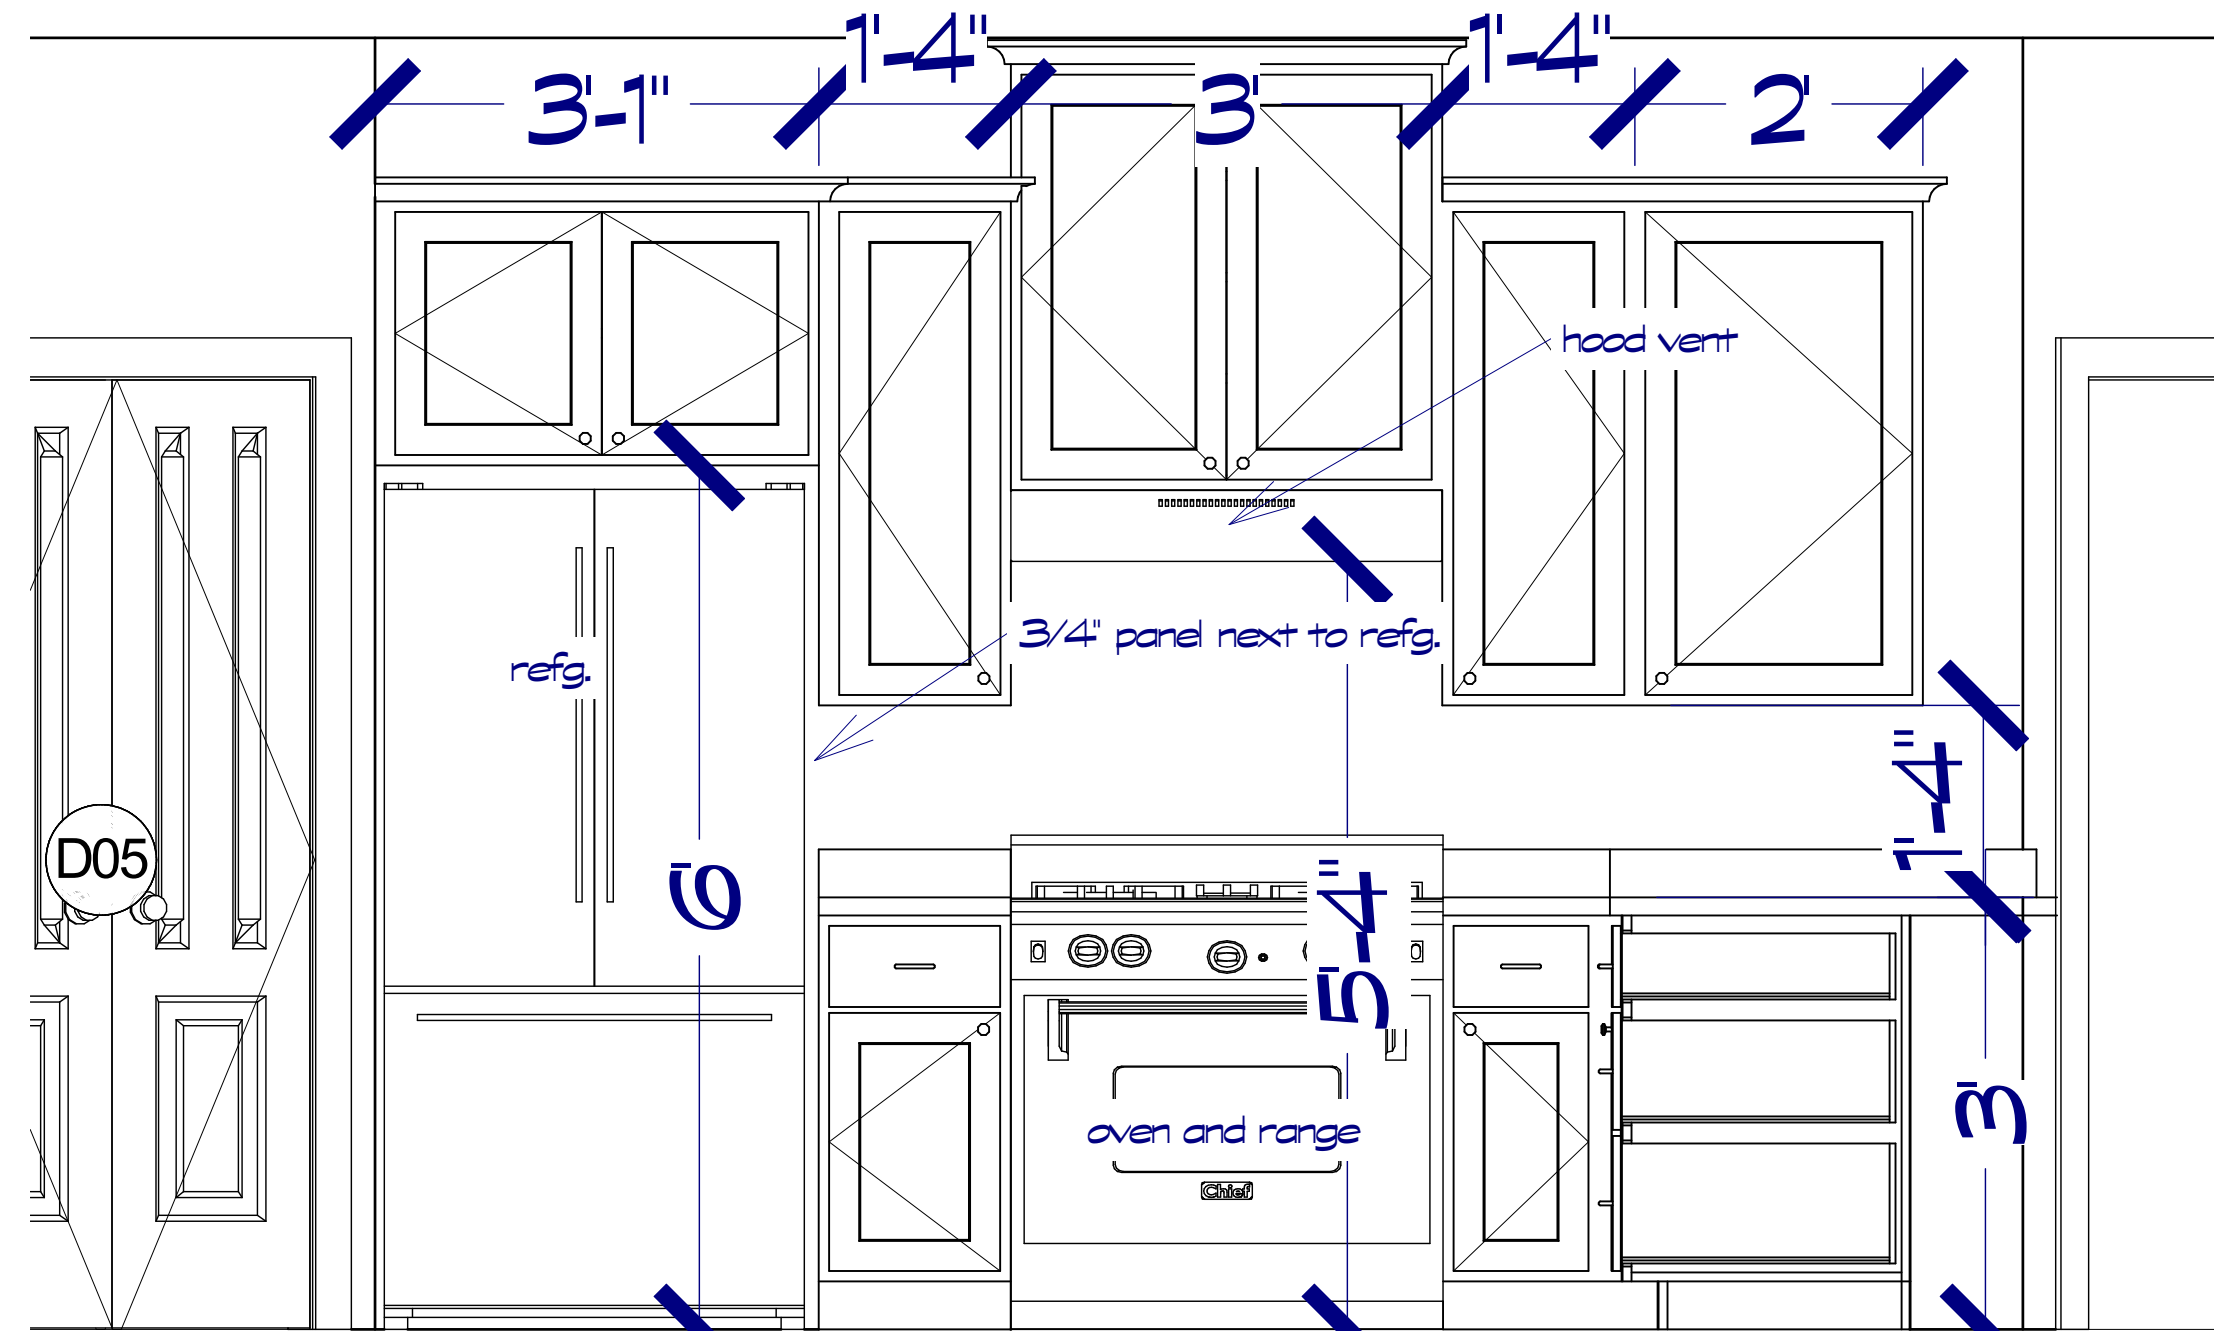 1'-4"
1'-4"
3'-1"
3'
2'
hood vent
3/4" panel next to refg.
refg.
1'-4"
D05
6'
5'-4"
3'
oven and range
Chief